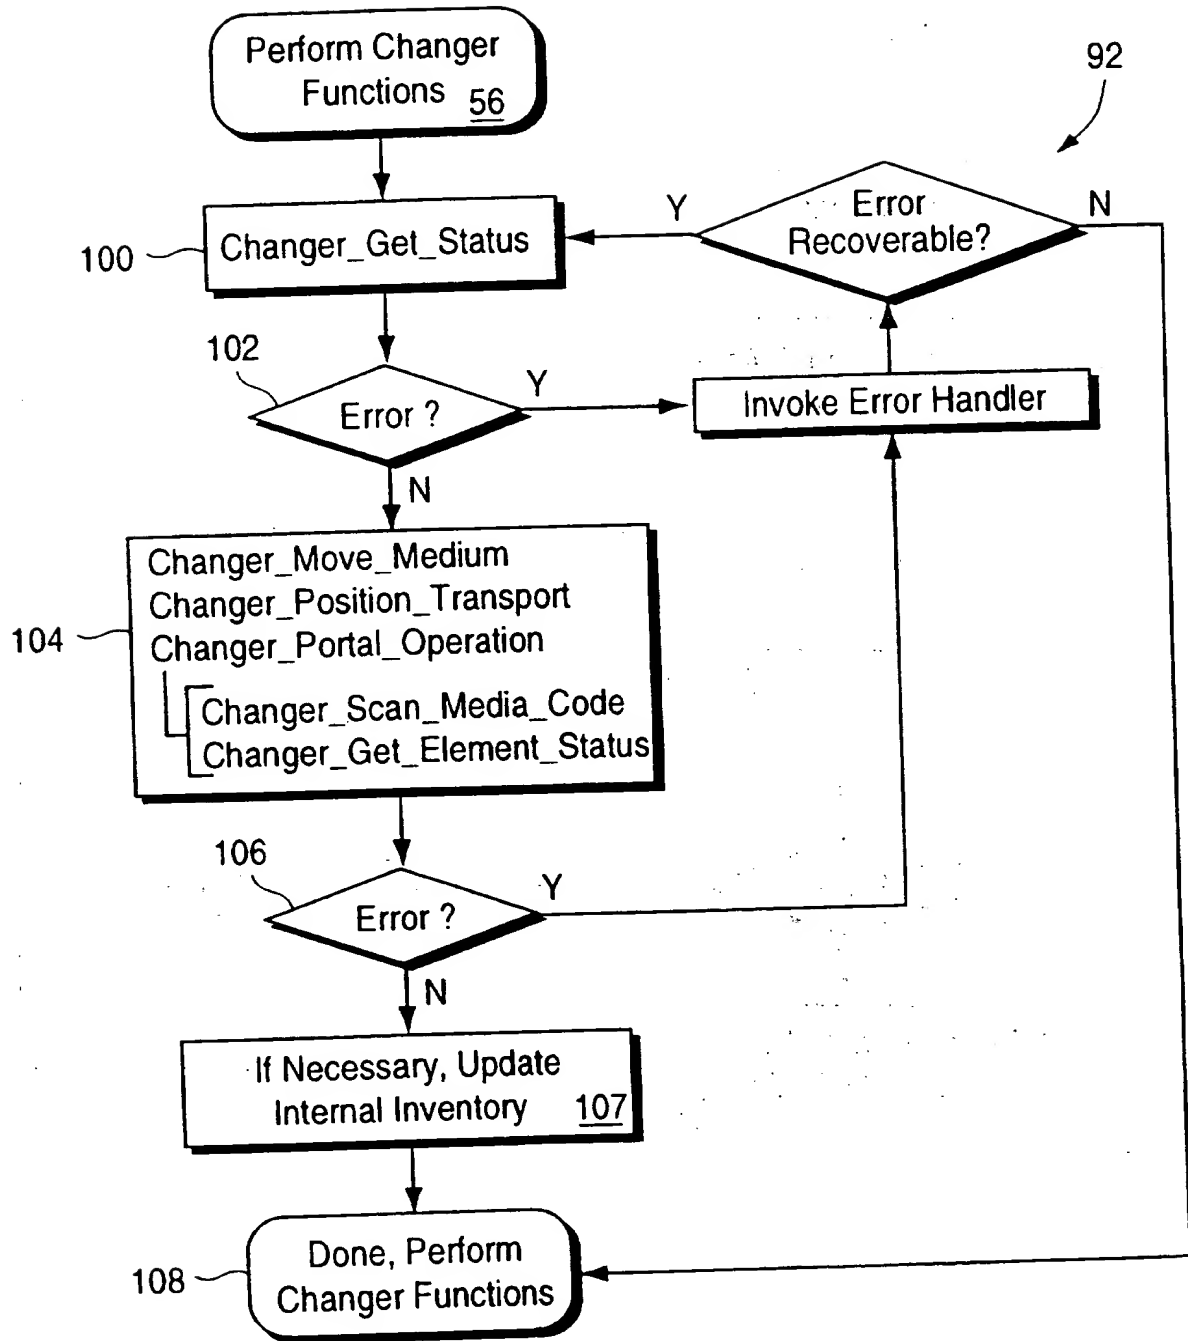 Perform Changer
Functions 56
92
Y
Error
Recoverable?
N
100
Changer_Get_Status
102
Error ?
Y
Invoke Error Handler
N
104
Changer_Move_Medium
Changer_Position_Transport
Changer_Portal_Operation
Changer_Scan_Media_Code
Changer_Get_Element_Status
106
Error ?
Y
N
If Necessary, Update
Internal Inventory 107
108
Done, Perform
Changer Functions